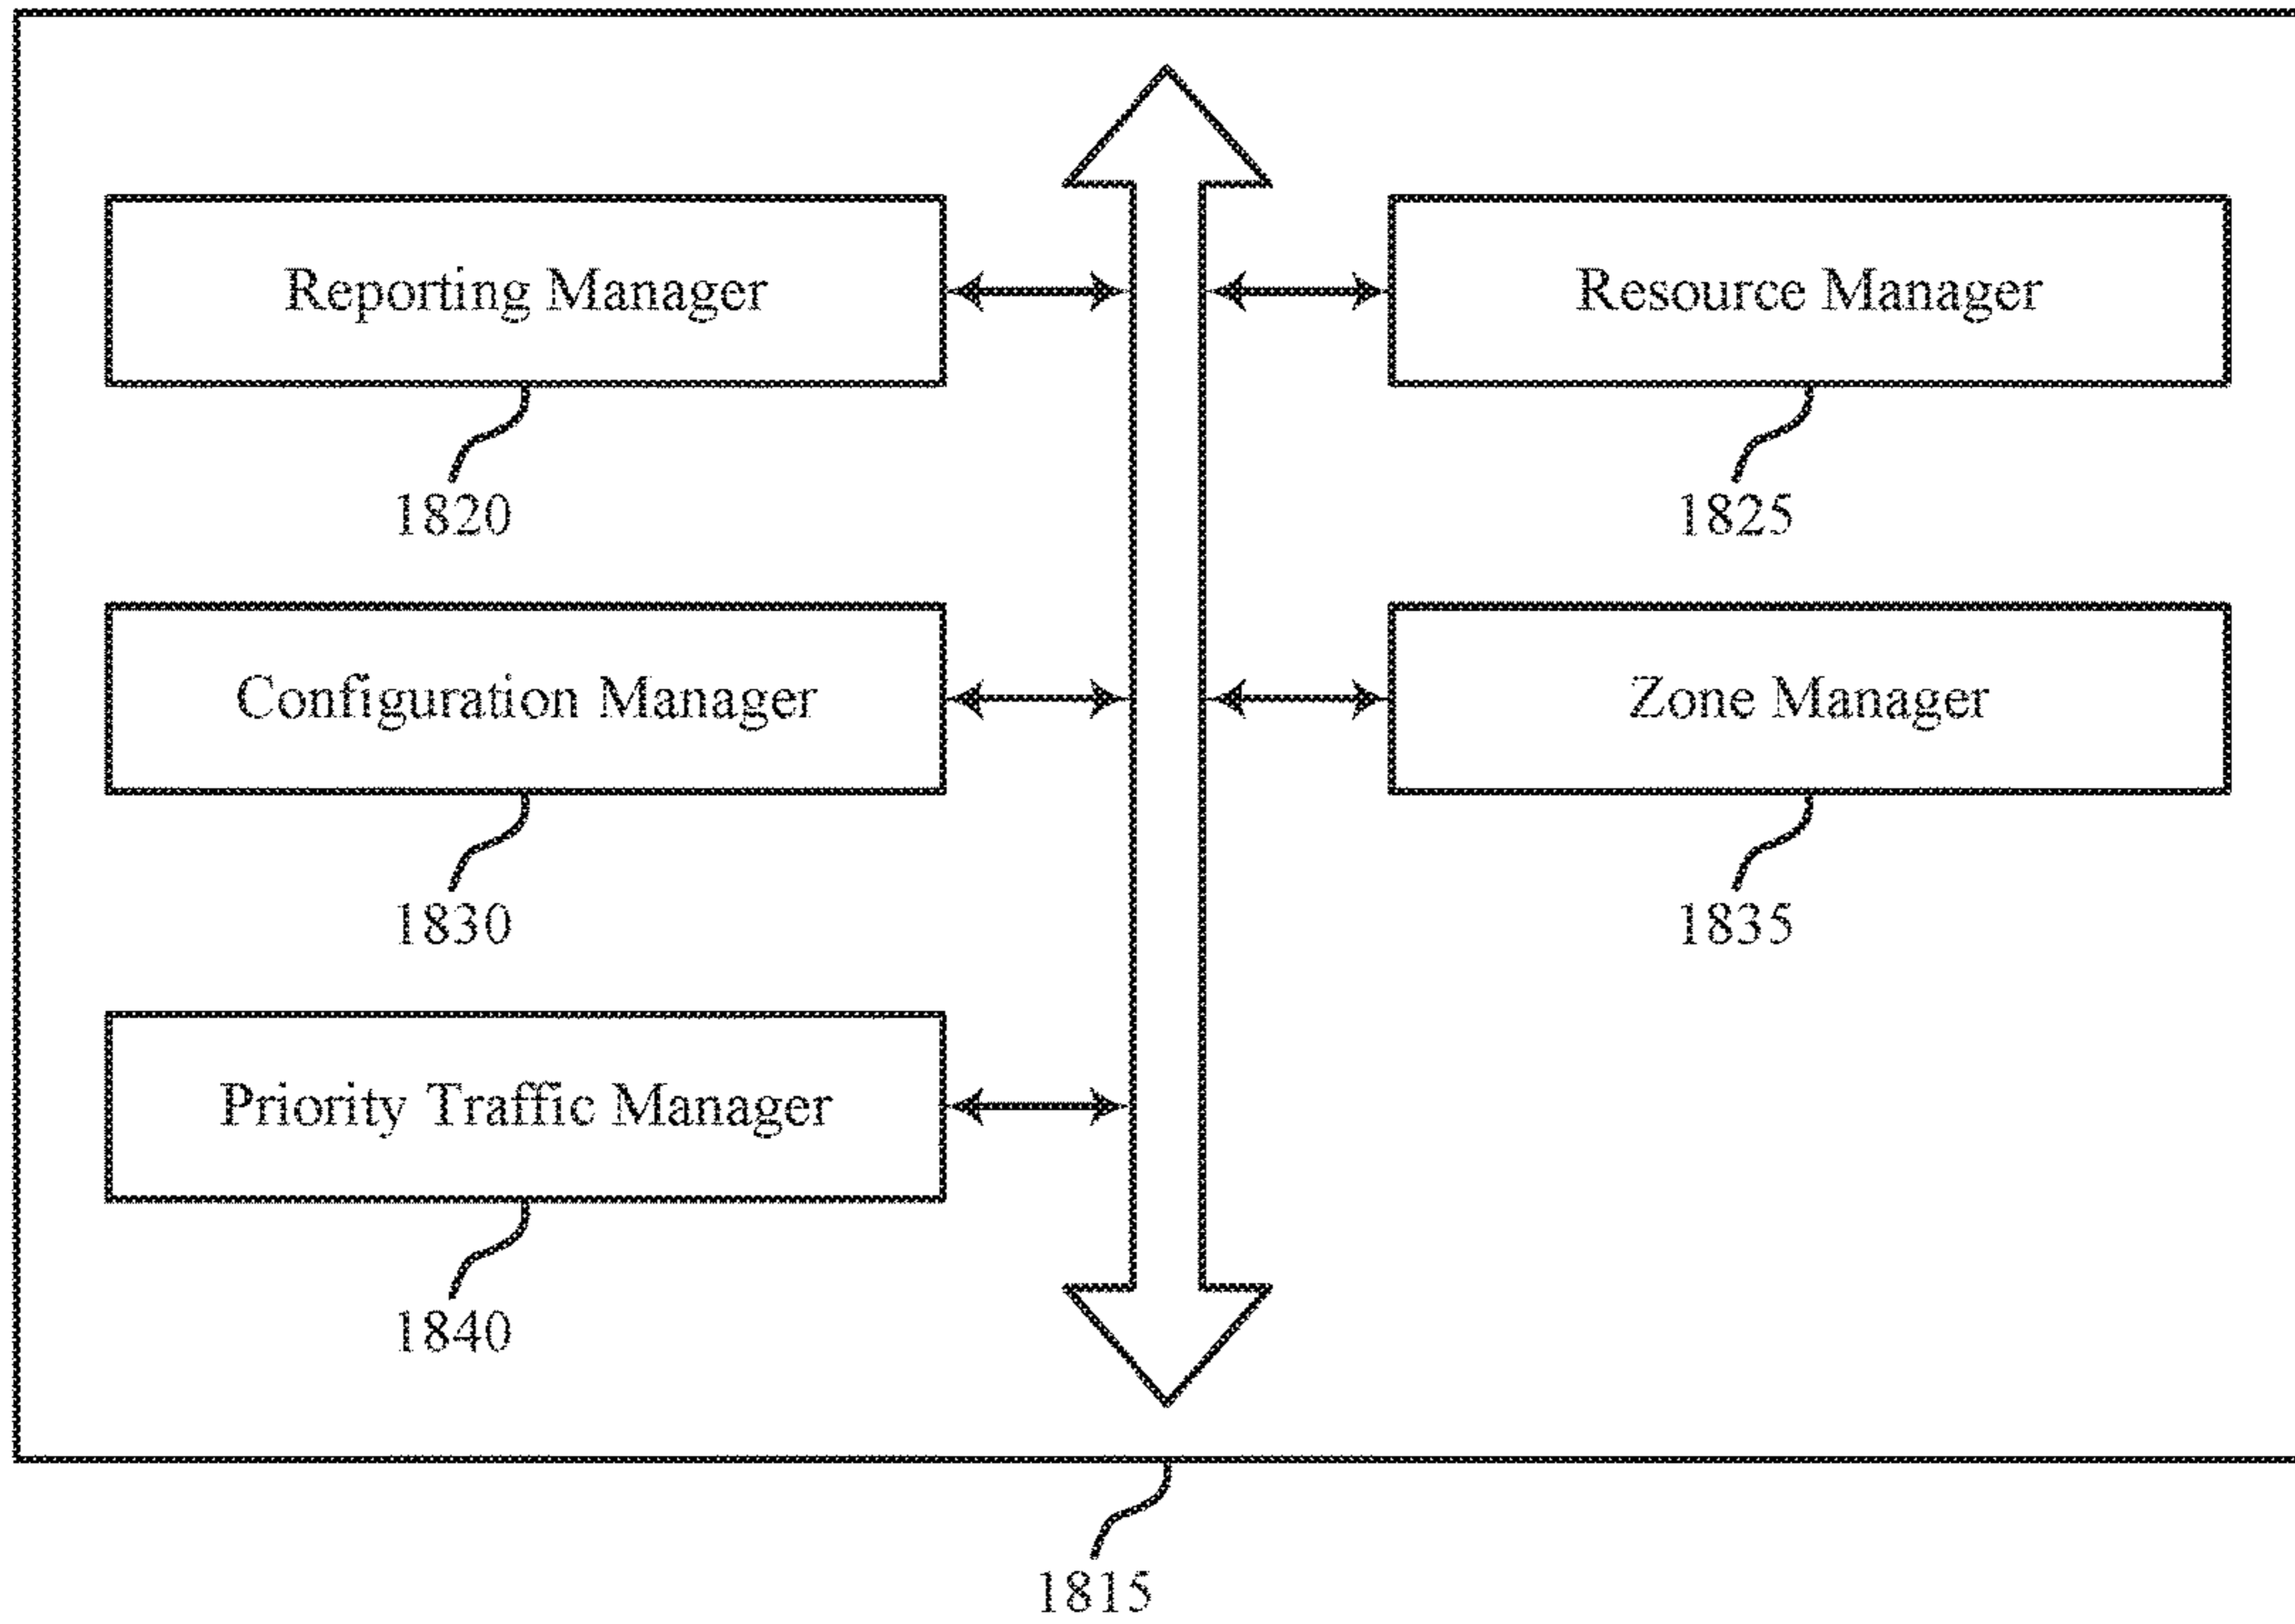 Reporting Manager
Resource Manager
1820
1825
Configuration Manager
Zone Manager
1830
1835
Priority Traffic Manager
1840
1815